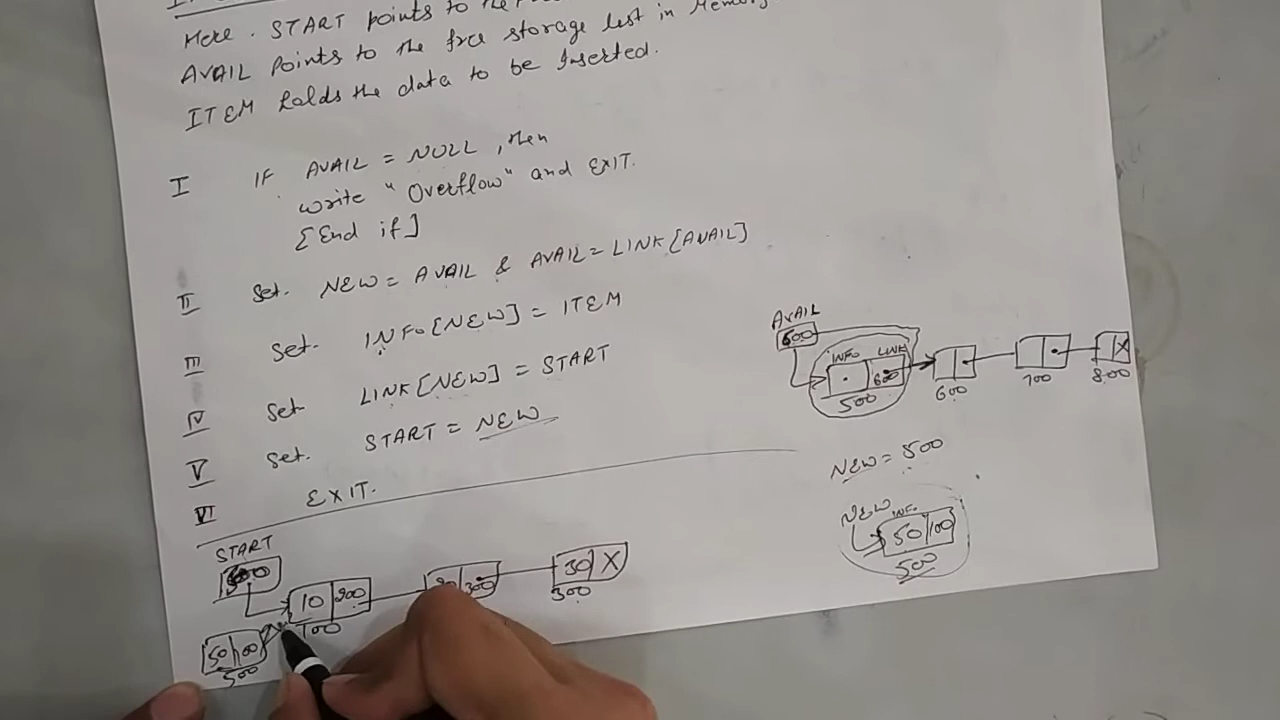 Here. START points to the
AVAIL points to the free storage list in Memory
ITEM holds the data to be Inserted.
I IF AVAIL = NULL, then
write "Overflow" and EXIT.
[End if]
II Set. NEW = AVAIL & AVAIL = LINK[AVAIL]
III Set. INFO[NEW] = ITEM
IV Set LINK[NEW] = START
V Set. START = NEW
VI EXIT.
AVAIL
600
INFO LINK
600
500 600 700 X 800
NEW = 500
NEW INFO
50 100
500
START
10 200 300 30 X
100 300
50 100
500